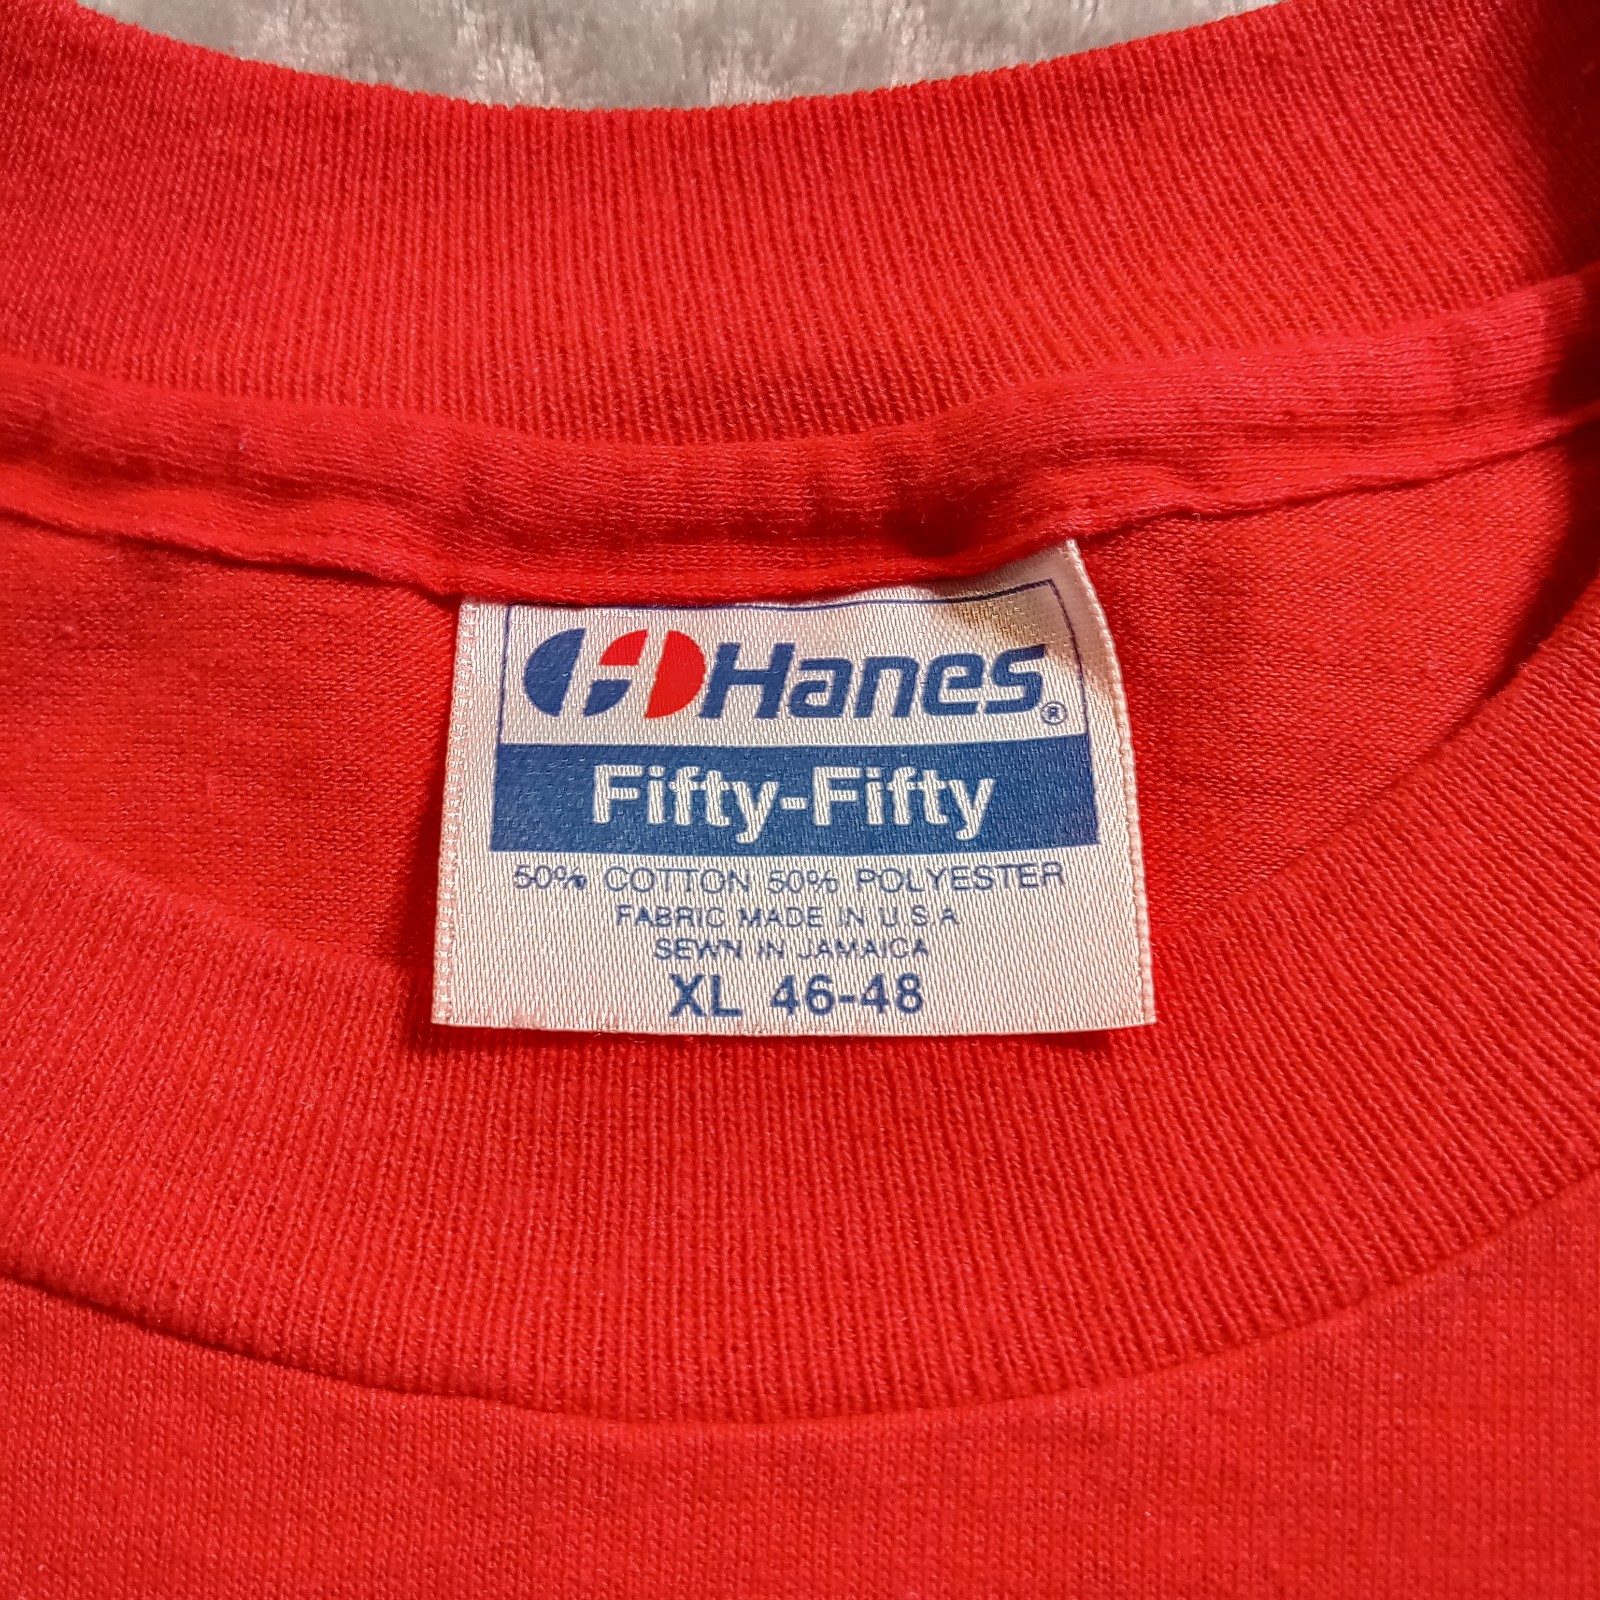 Hanes®
Fifty-Fifty
50% COTTON 50% POLYESTER
FABRIC MADE IN U S A
SEWN IN JAMAICA
XL 46-48